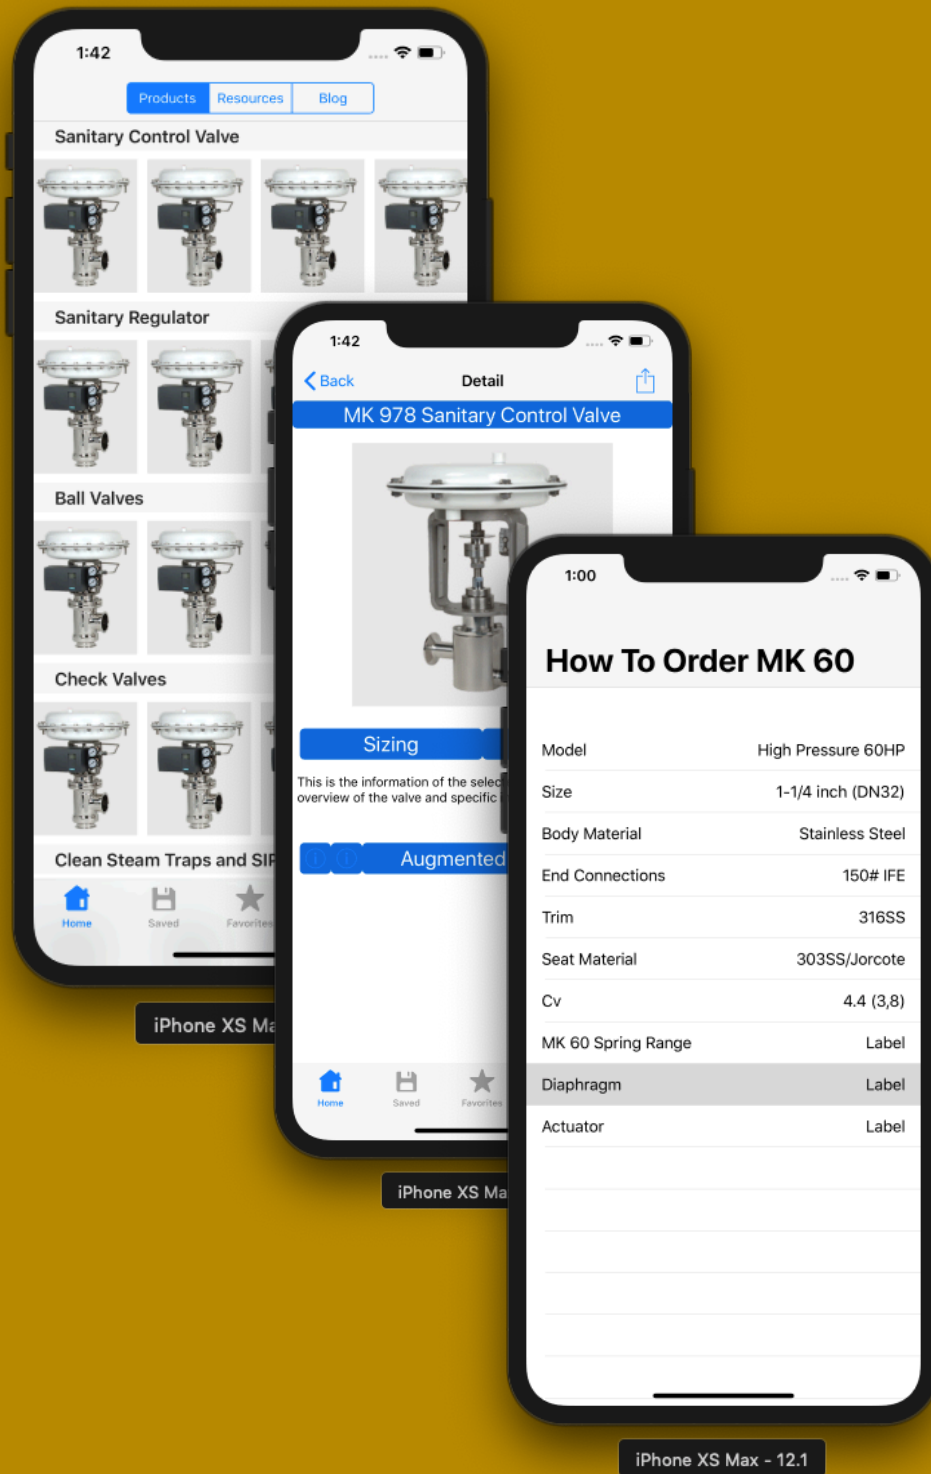 1:42
Products Resources Blog
Sanitary Control Valve
Sanitary Regulator
Ball Valves
Check Valves
Clean Steam Traps and SIP
Home Saved Favorites
iPhone XS Ma
1:42
Back Detail
MK 978 Sanitary Control Valve
Sizing
This is the information of the selec
overview of the valve and specific
Augmented
Home Saved Favorites
iPhone XS Ma
1:00
How To Order MK 60
Model High Pressure 60HP
Size 1-1/4 inch (DN32)
Body Material Stainless Steel
End Connections 150# IFE
Trim 316SS
Seat Material 303SS/Jorcote
Cv 4.4 (3,8)
MK 60 Spring Range Label
Diaphragm Label
Actuator Label
iPhone XS Max - 12.1